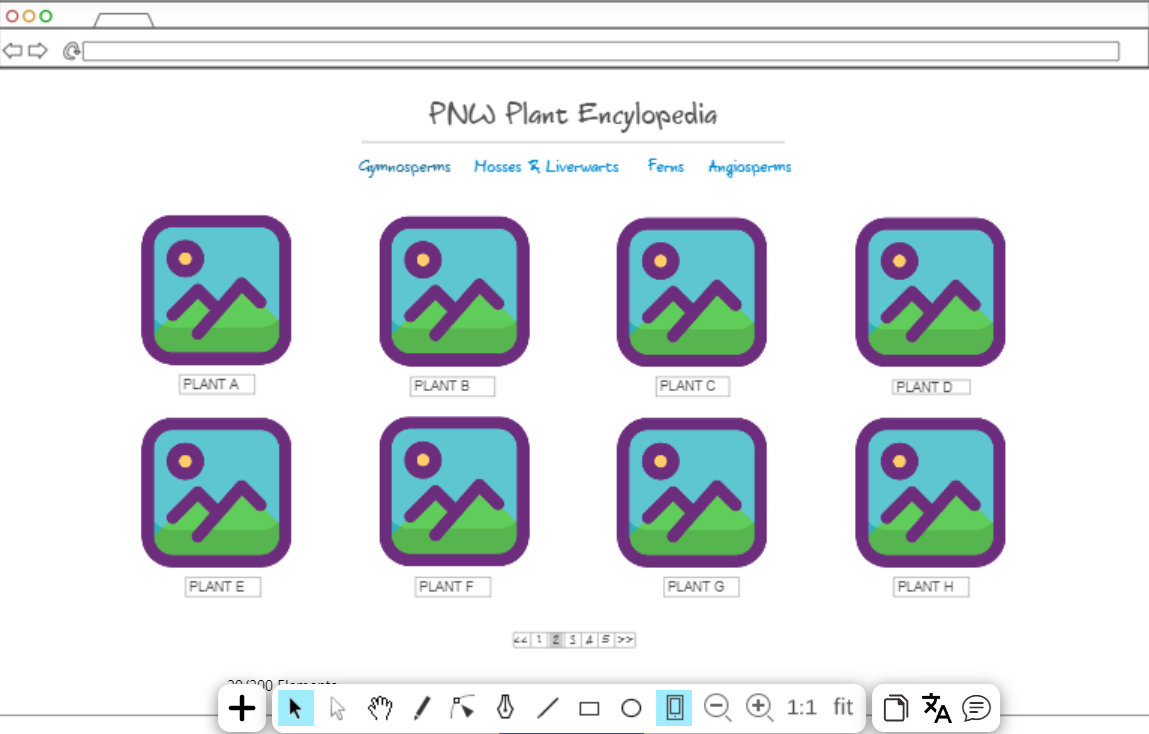 PNW Plant Encylopedia
Gymnosperms Mosses & Liverwarts Ferns Angiosperms
PLANT A PLANT B PLANT C PLANT D
PLANT E PLANT F PLANT G PLANT H
<< 1 2 3 4 5 >>
Elements
1:1 fit